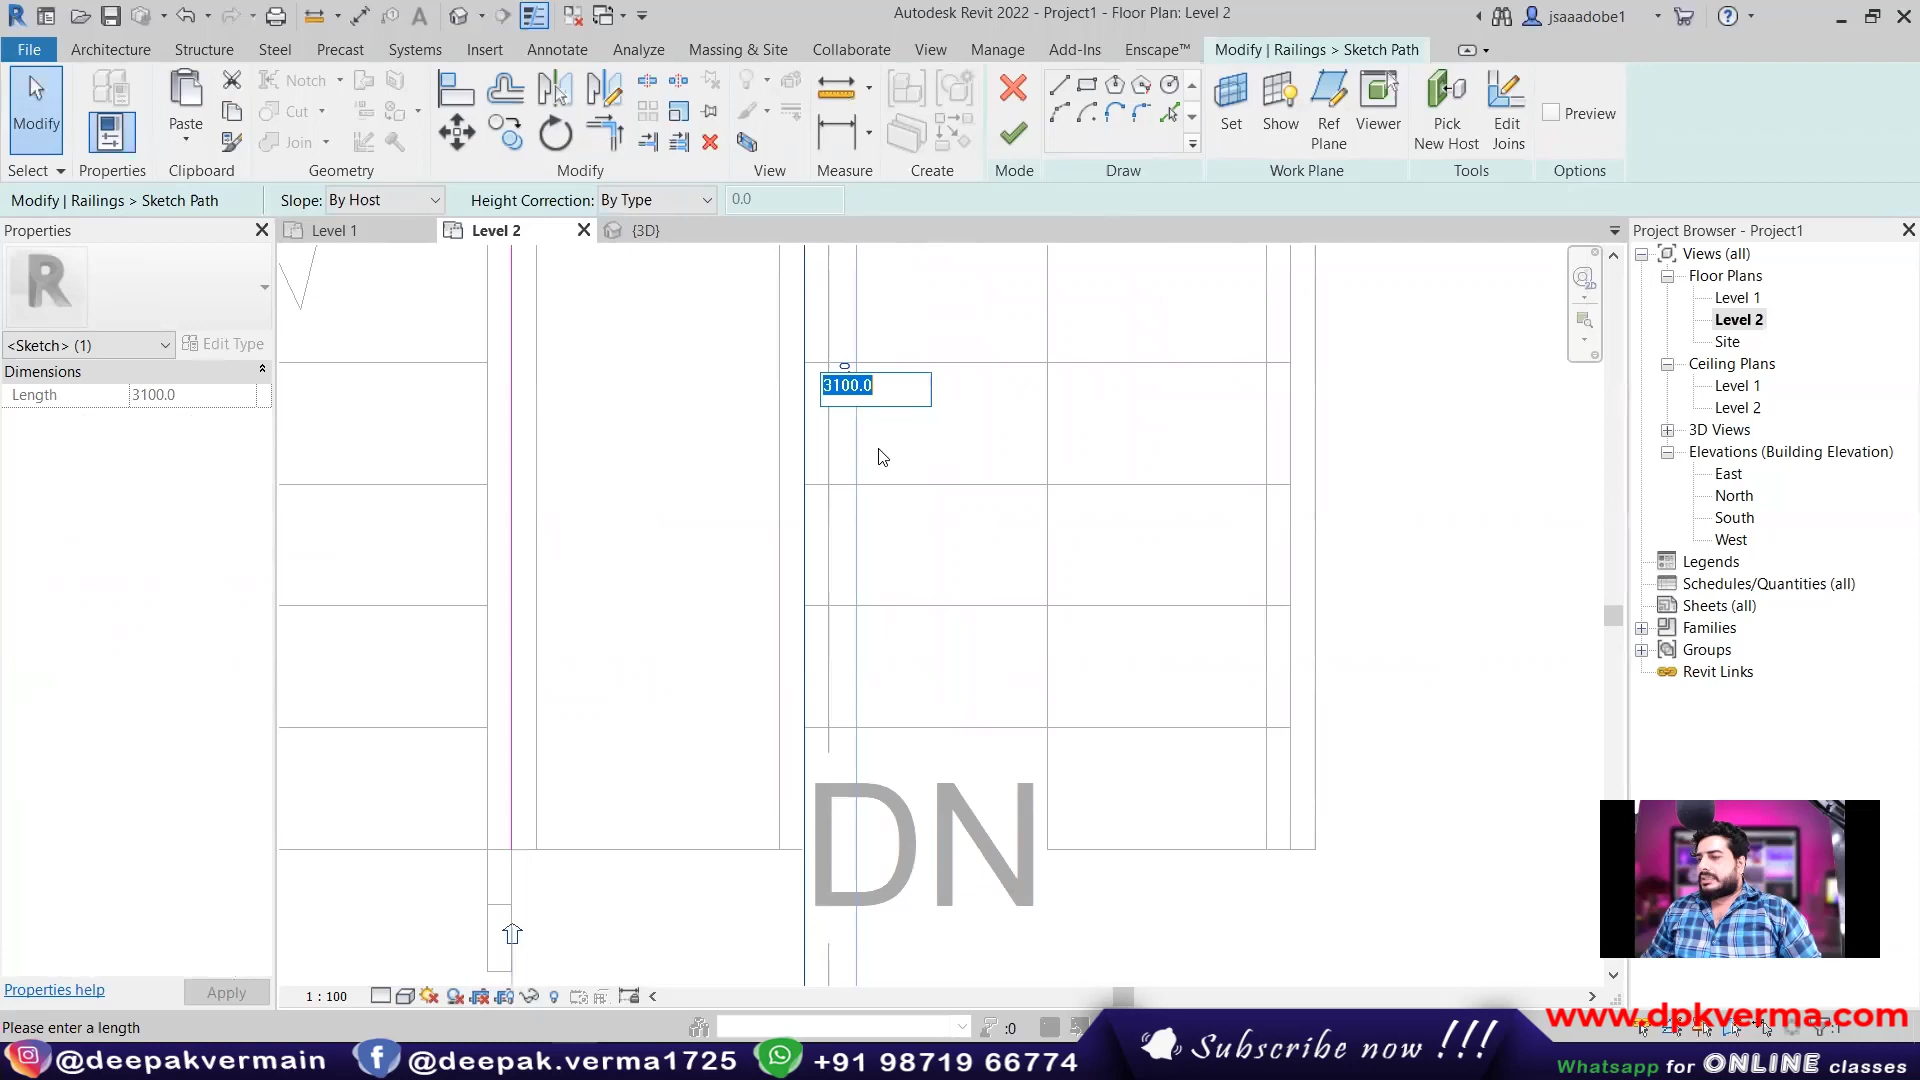 Autodesk Revit 2022 - Project1 - Floor Plan: Level 2
jsaaadobe1
File Architecture Structure Steel Precast Systems Insert Annotate Analyze Massing & Site Collaborate View Manage Add-Ins Enscape™ Modify | Railings > Sketch Path
Modify
Paste
Notch
Cut
Join
Set
Show
Ref
Plane
Viewer
Pick
New Host
Edit
Joins
Preview
Select Properties Clipboard Geometry Modify View Measure Create Mode Draw Work Plane Tools Options
Modify | Railings > Sketch Path Slope: By Host Height Correction: By Type 0.0
Properties
Level 1 Level 2 {3D}
Project Browser - Project1
R
<Sketch> (1) Edit Type
Dimensions
Length 3100.0
3100.0
DN
Views (all)
Floor Plans
Level 1
Level 2
Site
Ceiling Plans
Level 1
Level 2
3D Views
Elevations (Building Elevation)
East
North
South
West
Legends
Schedules/Quantities (all)
Sheets (all)
Families
Groups
Revit Links
Properties help Apply
1 : 100
Please enter a length
:0
www.dpkverma.com
@deepakvermain @deepak.verma1725 +91 98719 66774
Subscribe now !!!
Whatsapp for ONLINE classes